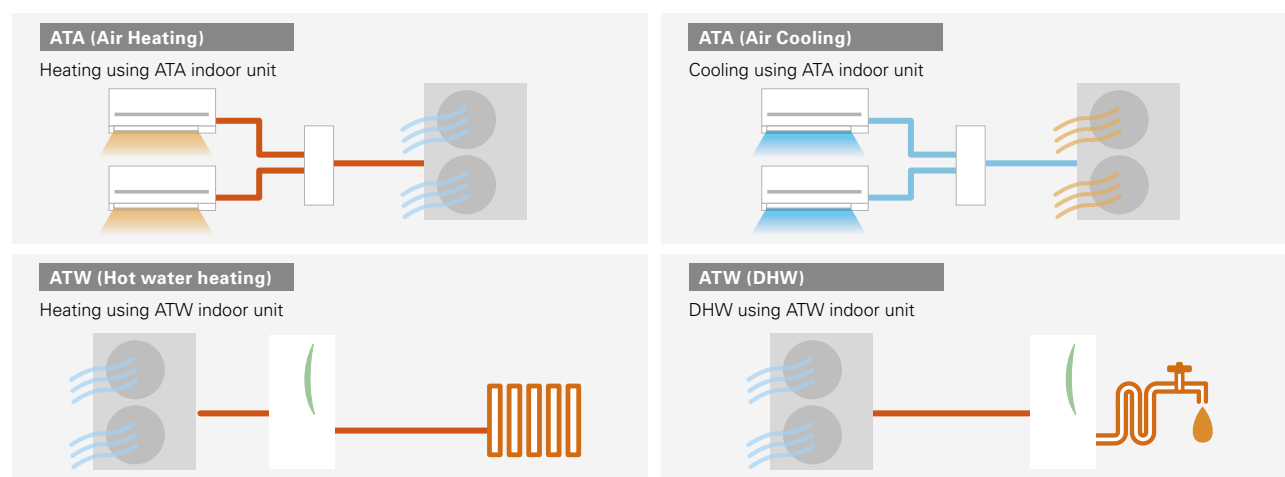 ATA (Air Heating)
Heating using ATA indoor unit
ATA (Air Cooling)
Cooling using ATA indoor unit
ATW (Hot water heating)
Heating using ATW indoor unit
ATW (DHW)
DHW using ATW indoor unit